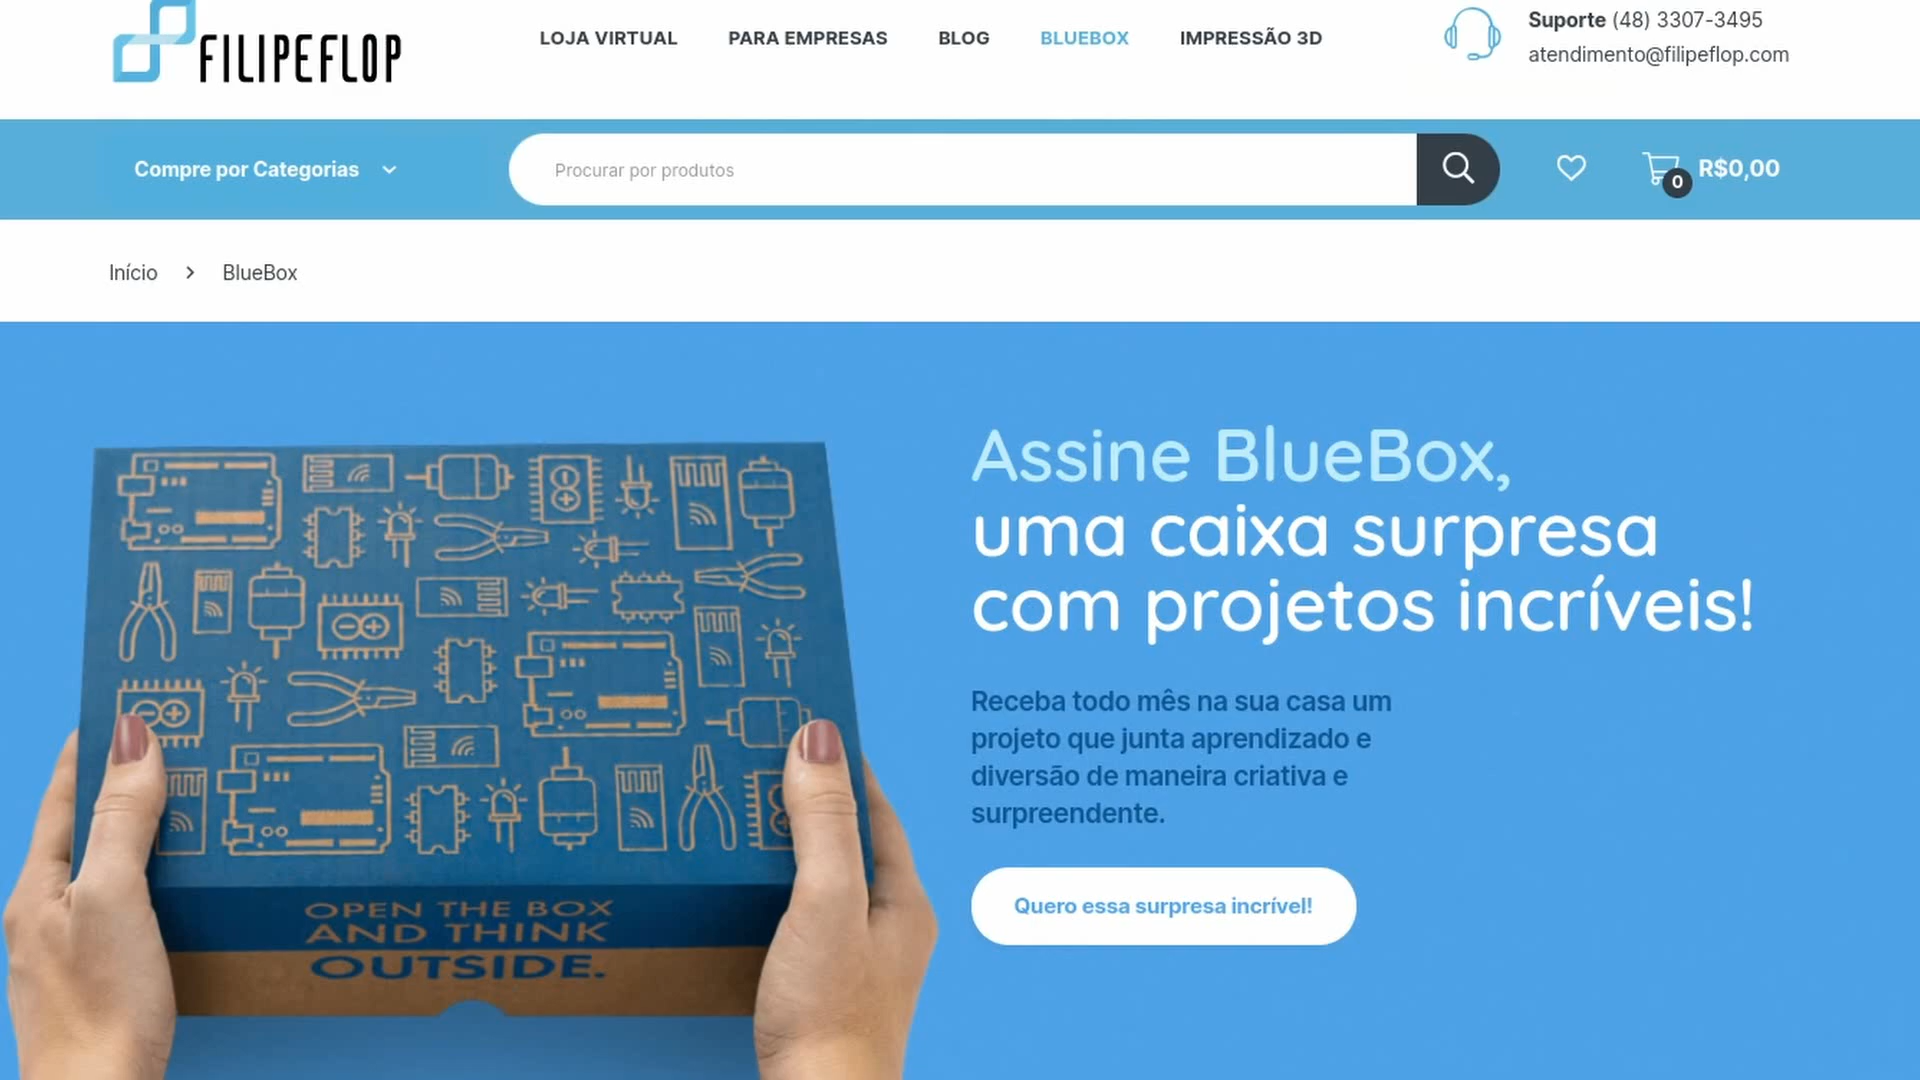 FILIPEFLOP
LOJA VIRTUAL PARA EMPRESAS BLOG BLUEBOX IMPRESSÃO 3D
Suporte (48) 3307-3495
atendimento@filipeflop.com
Compre por Categorias
Procurar por produtos
0
R$0,00
Início > BlueBox
Assine BlueBox,
uma caixa surpresa
com projetos incríveis!
Receba todo mês na sua casa um
projeto que junta aprendizado e
diversão de maneira criativa e
surpreendente.
Quero essa surpresa incrível!
OPEN THE BOX
AND THINK
OUTSIDE.